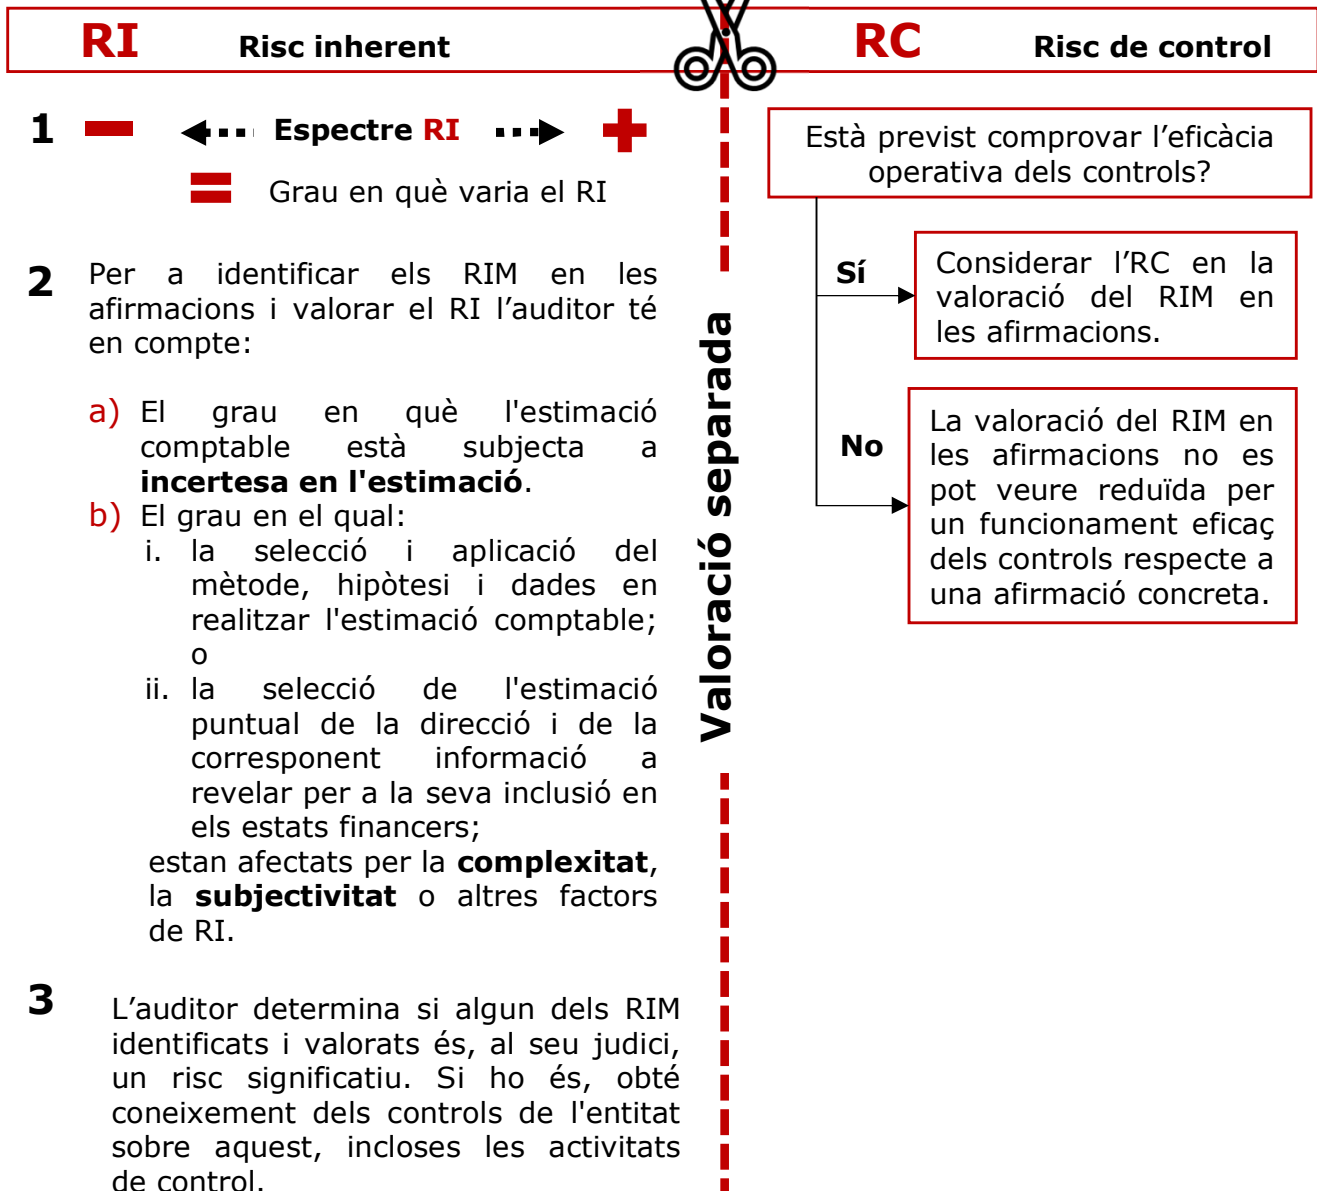 RI Risc inherent
RC Risc de control
1 Espectre RI
Grau en què varia el RI
2 Per a identificar els RIM en les
afirmacions i valorar el RI l’auditor té
en compte:
a) El grau en què l'estimació
comptable està subjecta a
incertesa en l'estimació.
b) El grau en el qual:
i. la selecció i aplicació del
mètode, hipòtesi i dades en
realitzar l'estimació comptable;
o
ii. la selecció de l'estimació
puntual de la direcció i de la
corresponent informació a
revelar per a la seva inclusió en
els estats financers;
estan afectats per la complexitat,
la subjectivitat o altres factors
de RI.
3 L’auditor determina si algun dels RIM
identificats i valorats és, al seu judici,
un risc significatiu. Si ho és, obté
coneixement dels controls de l'entitat
sobre aquest, incloses les activitats
de control.
Valoració separada
Està previst comprovar l’eficàcia
operativa dels controls?
Sí
Considerar l’RC en la
valoració del RIM en
les afirmacions.
No
La valoració del RIM en
les afirmacions no es
pot veure reduïda per
un funcionament eficaç
dels controls respecte a
una afirmació concreta.